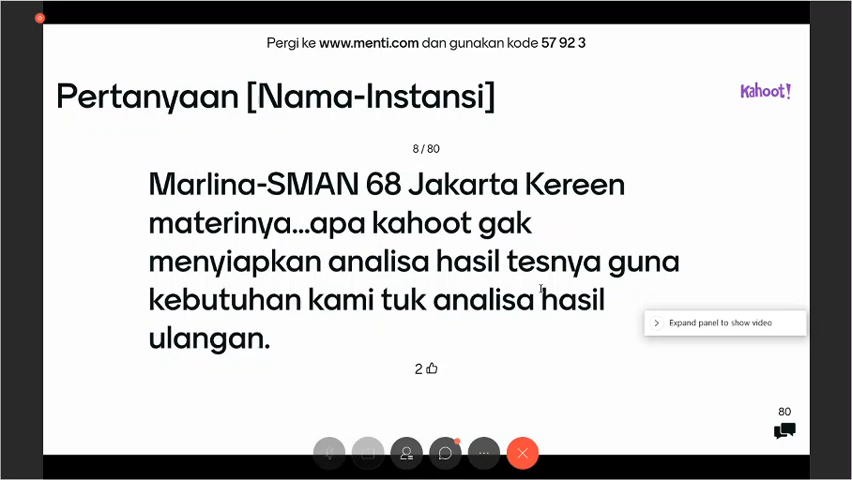 Pergi ke www.menti.com dan gunakan kode 57 92 3
Pertanyaan [Nama-Instansi]
Kahoot!
8 / 80
Marlina-SMAN 68 Jakarta Kereen
materinya...apa kahoot gak
menyiapkan analisa hasil tesnya guna
kebutuhan kami tuk analisa hasil
ulangan.
Expand panel to show video
2
80